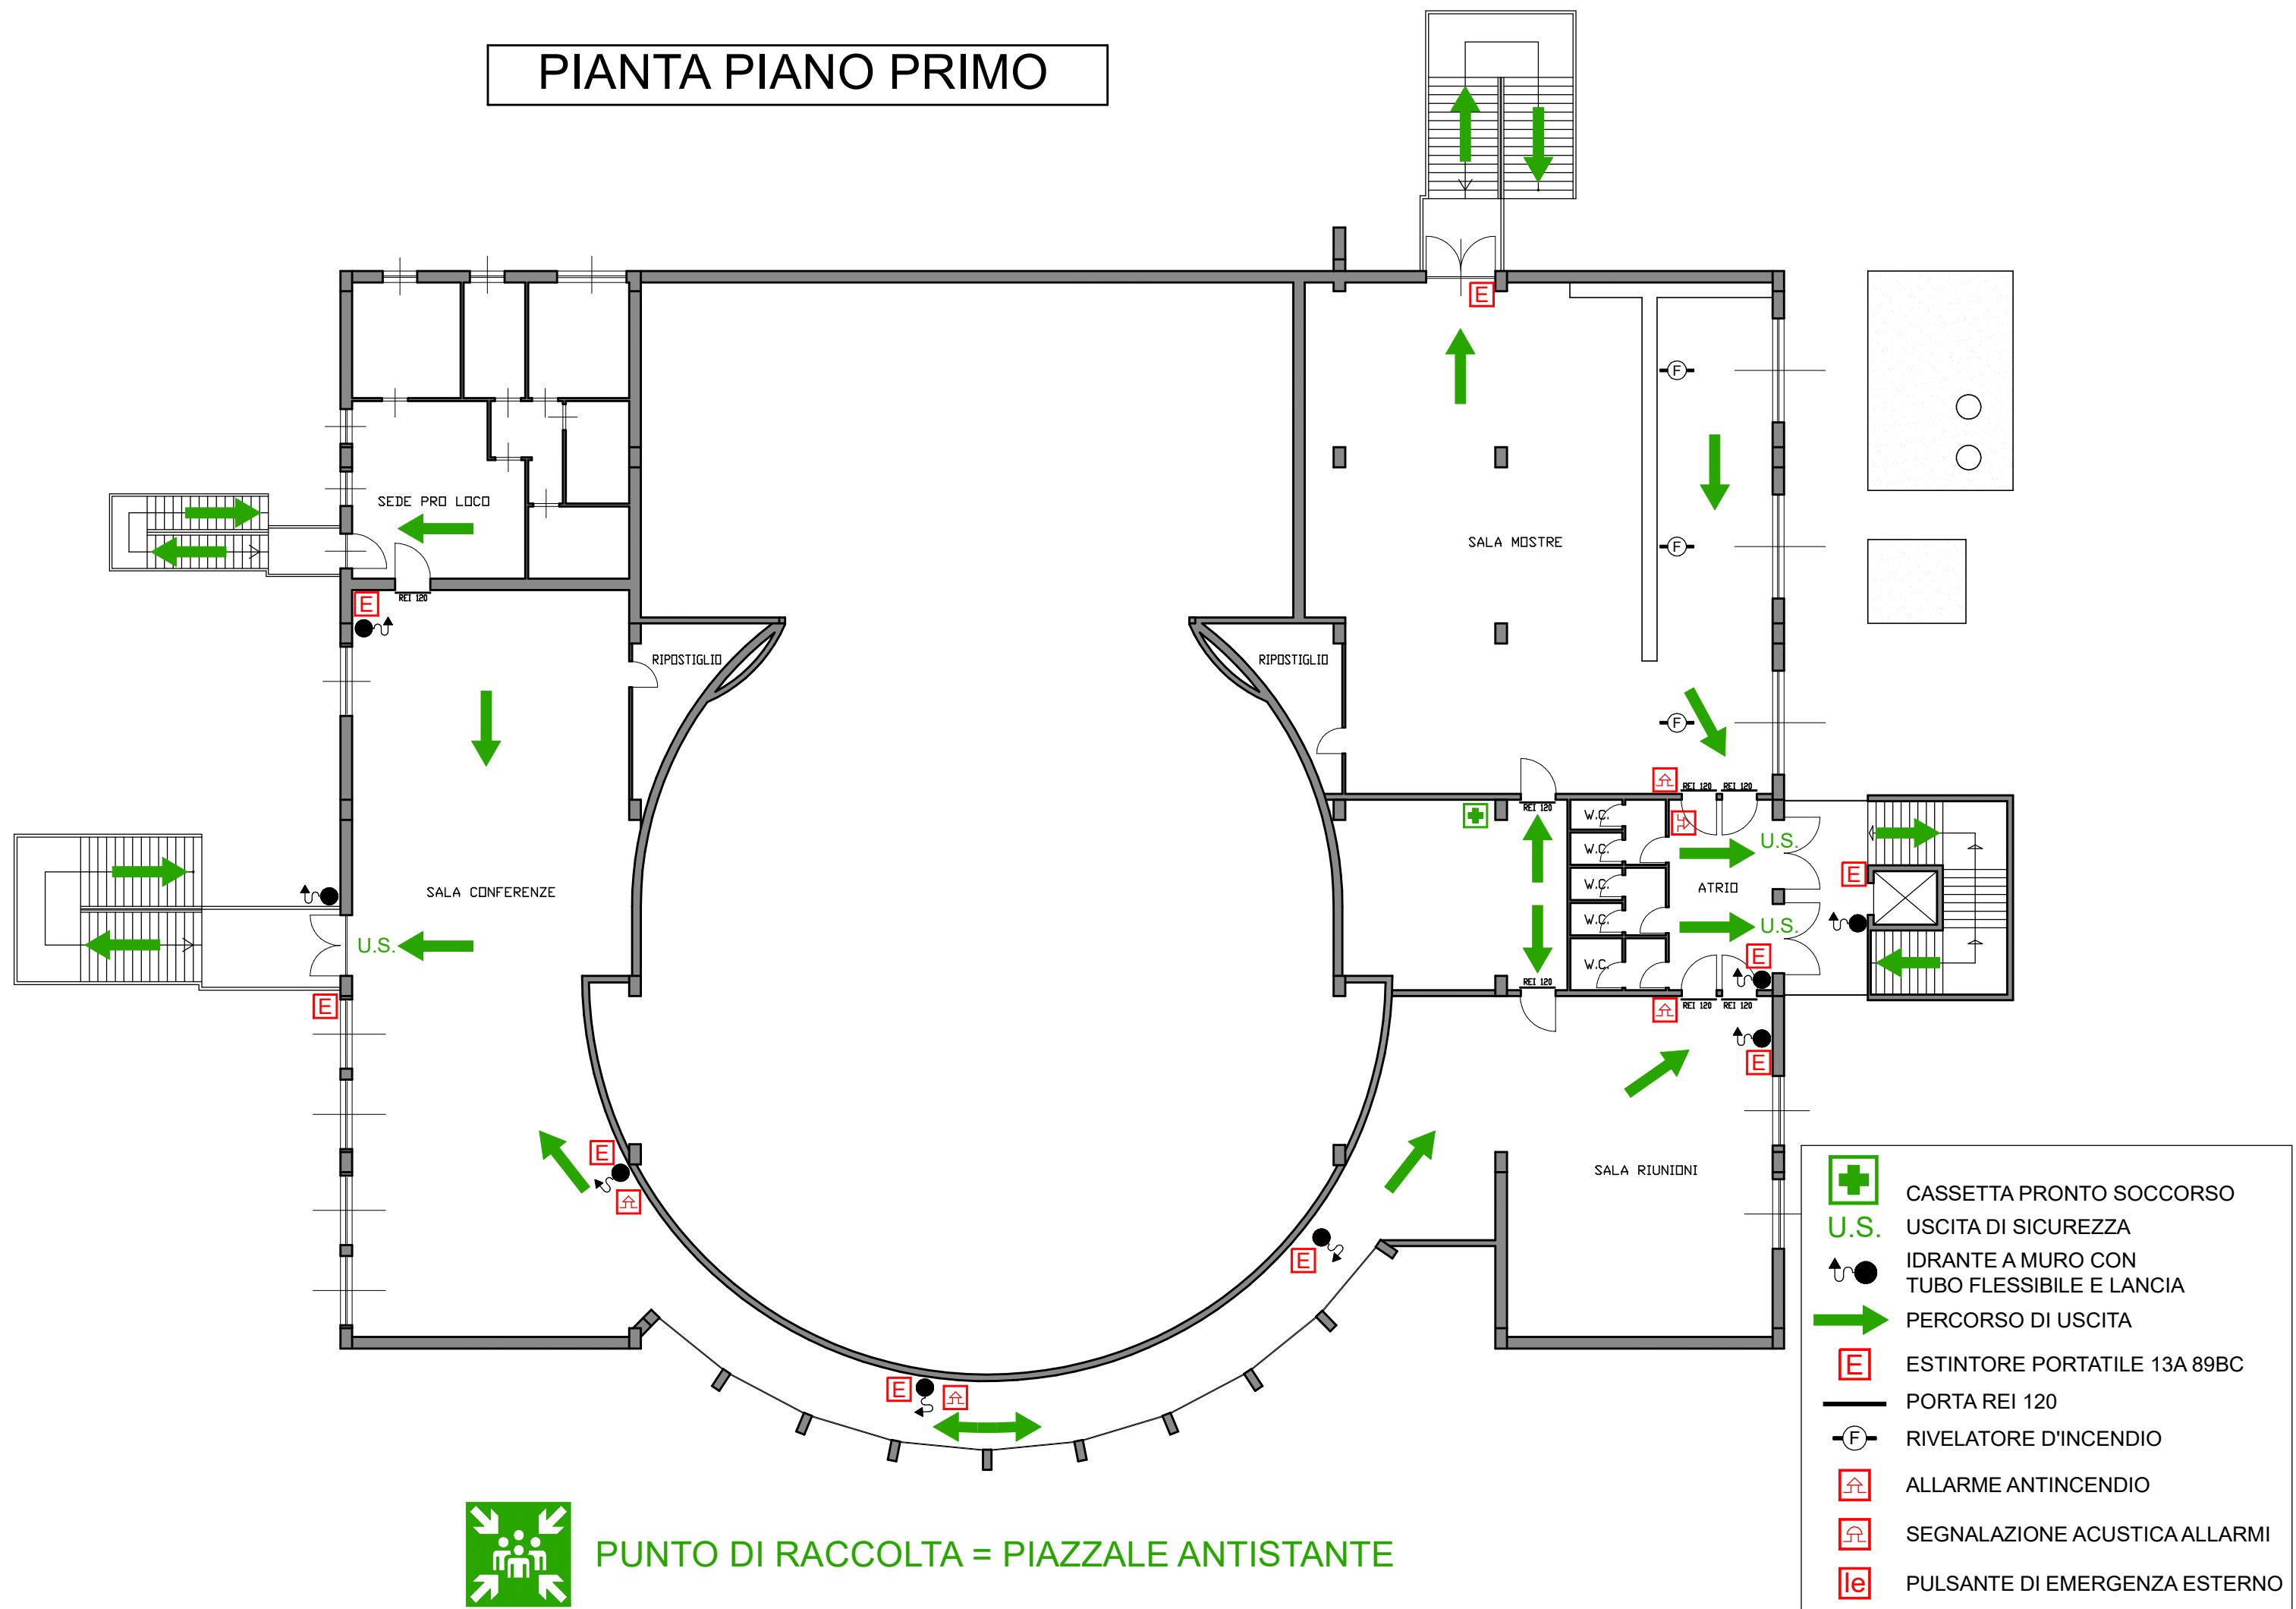 PIANTA PIANO PRIMO
E
F
SEDE PRO LOCO
SALA MOSTRE
F
REI 120
E
RIPOSTIGLIO
RIPOSTIGLIO
F
REI 120
REI 120
REI 120
W.C.
U.S.
W.C.
E
W.C.
ATRIO
SALA CONFERENZE
W.C.
U.S.
U.S.
E
W.C.
REI 120
E
REI 120
REI 120
E
E
SALA RIUNIONI
E
E
CASSETTA PRONTO SOCCORSO
U.S.
USCITA DI SICUREZZA
IDRANTE A MURO CON
TUBO FLESSIBILE E LANCIA
PERCORSO DI USCITA
E
ESTINTORE PORTATILE 13A 89BC
PORTA REI 120
F
RIVELATORE D'INCENDIO
ALLARME ANTINCENDIO
SEGNALAZIONE ACUSTICA ALLARMI
Ie
PULSANTE DI EMERGENZA ESTERNO
PUNTO DI RACCOLTA = PIAZZALE ANTISTANTE